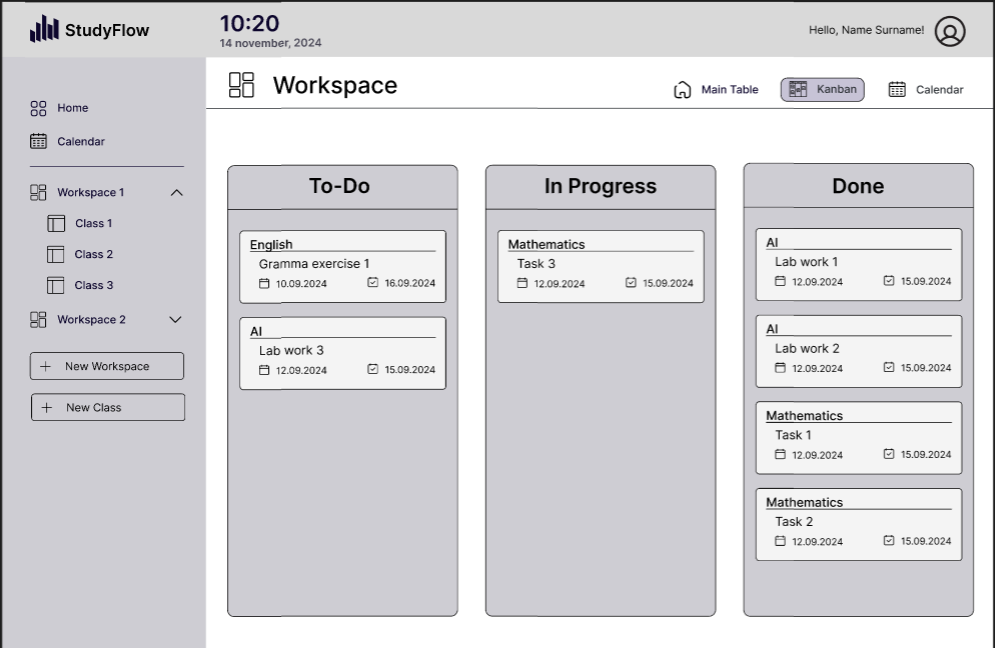 StudyFlow
10:20
14 november, 2024
Hello, Name Surname!
Home
Calendar
Workspace 1
Class 1
Class 2
Class 3
Workspace 2
+ New Workspace
+ New Class
Workspace
Main Table
Kanban
Calendar
To-Do
English
Gramma exercise 1
10.09.2024 16.09.2024
AI
Lab work 3
12.09.2024 15.09.2024
In Progress
Mathematics
Task 3
12.09.2024 15.09.2024
Done
AI
Lab work 1
12.09.2024 15.09.2024
AI
Lab work 2
12.09.2024 15.09.2024
Mathematics
Task 1
12.09.2024 15.09.2024
Mathematics
Task 2
12.09.2024 15.09.2024